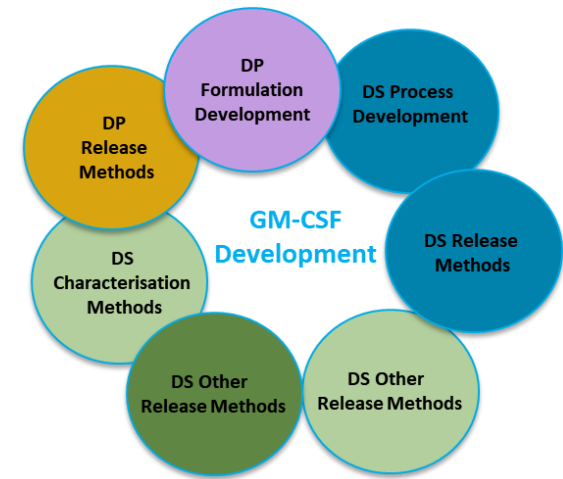 DP
Formulation
Development
DS Process
Development
DP
Release
Methods
GM-CSF
Development
DS Release
Methods
DS
Characterisation
Methods
DS Other
Release Methods
DS Other
Release Methods